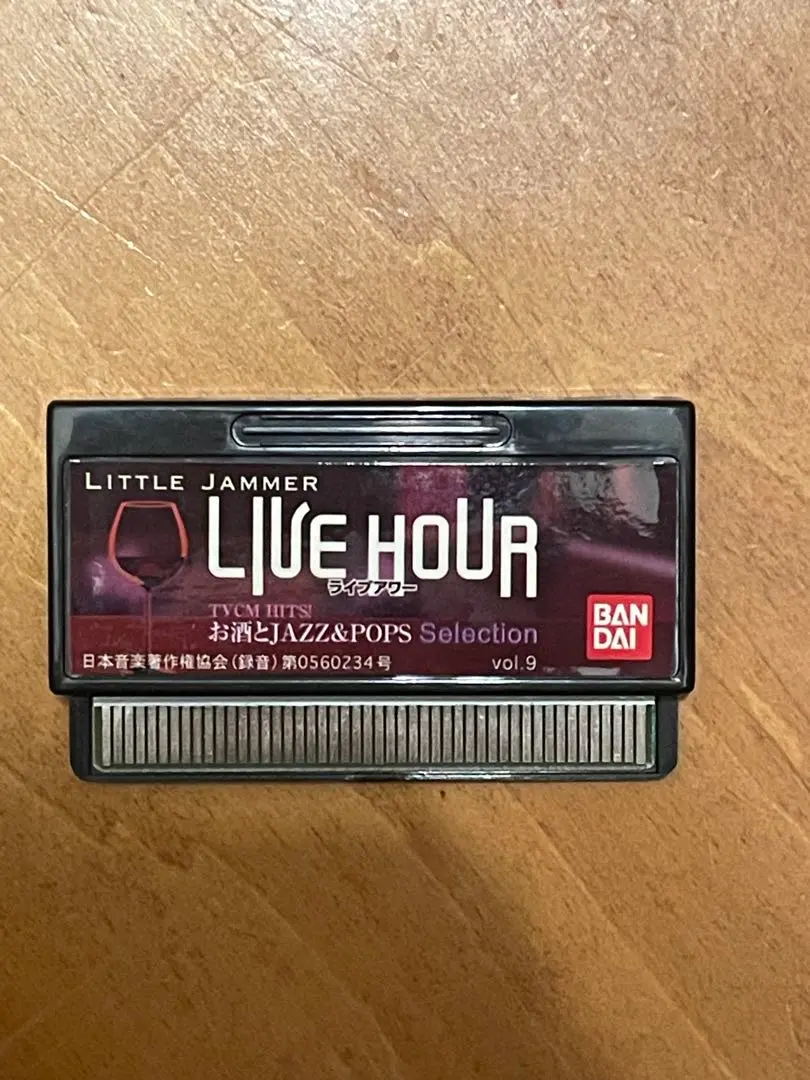 LITTLE JAMMER
LIVE HOUR
ライブアワー
TVCM HITS!
お酒とJAZZ&POPS Selection
BAN
DAI
日本音楽著作権協会(録音)第0560234号
vol.9